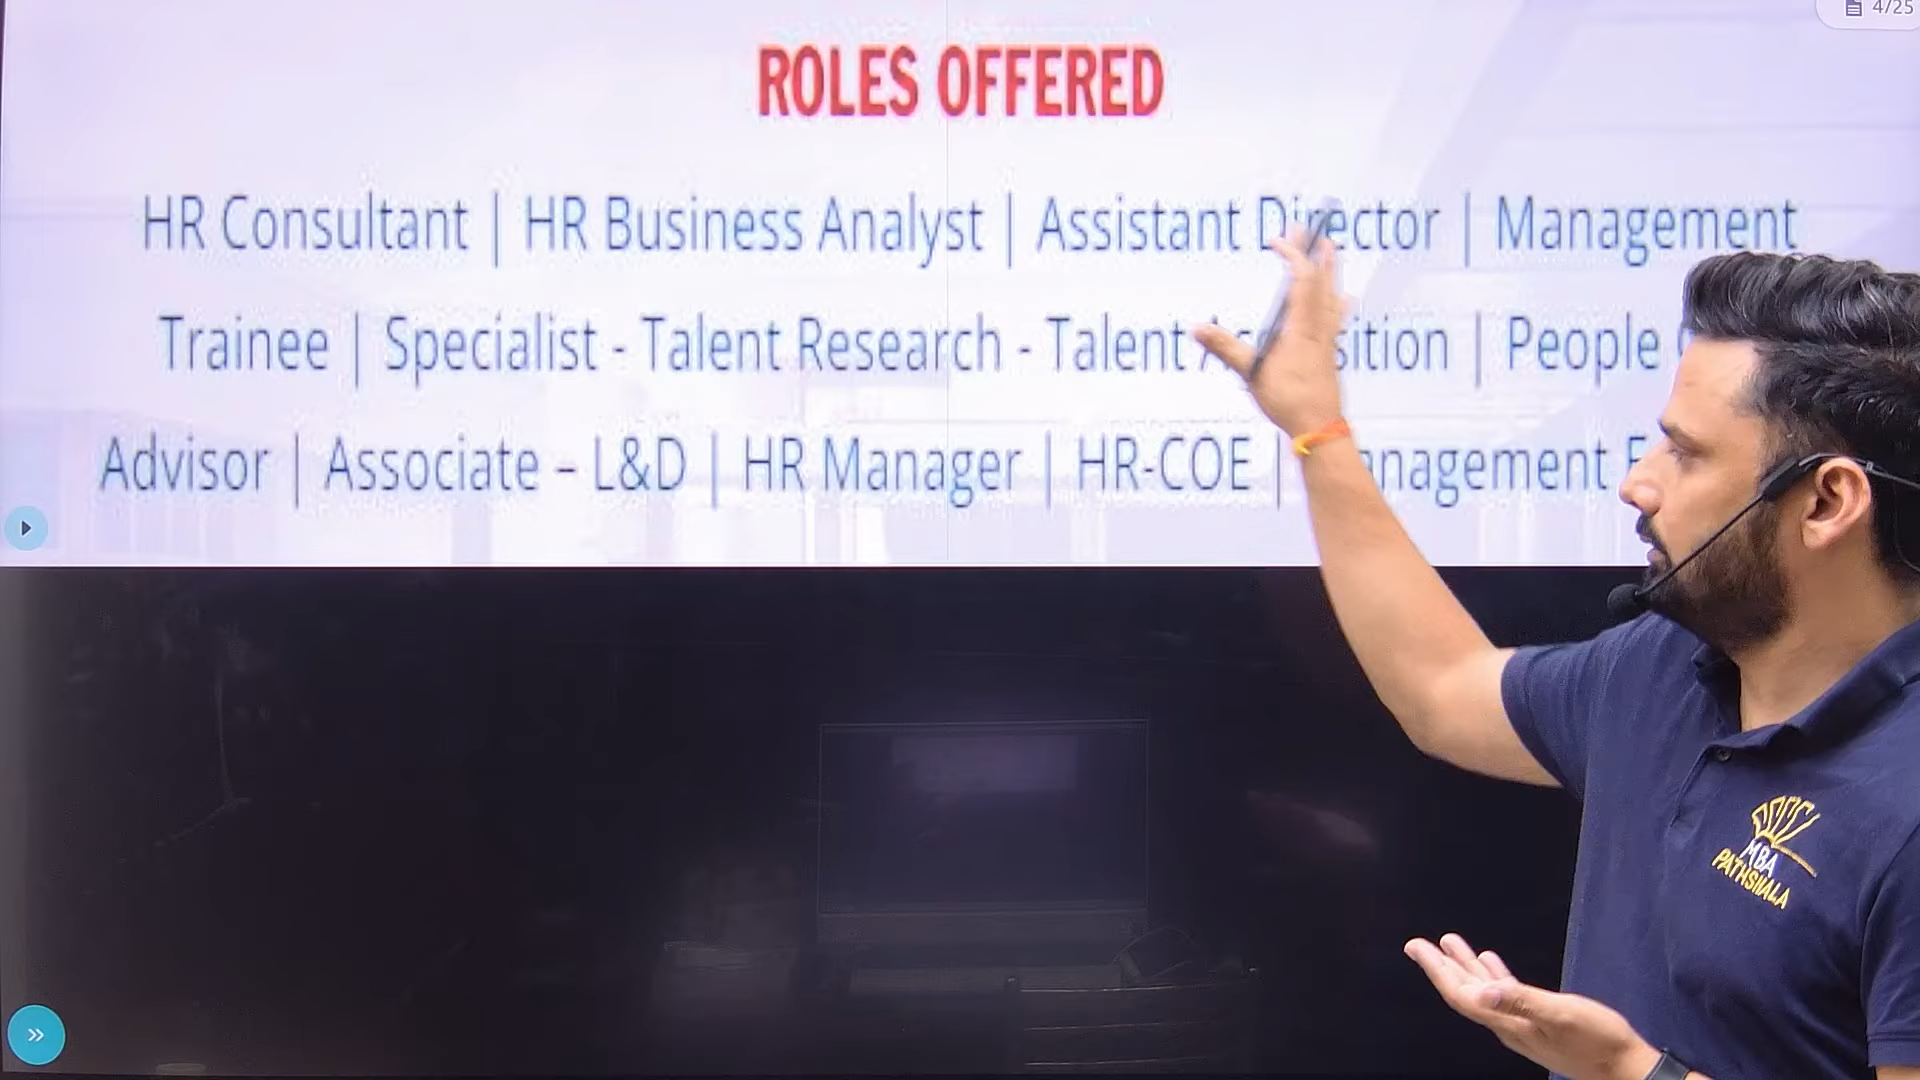 4/25
ROLES OFFERED
HR Consultant | HR Business Analyst | Assistant Director | Management
Trainee | Specialist - Talent Research - Talent | People
Advisor | Associate – L&D | HR Manager | HR-COE |
MBA
PATHSHALA